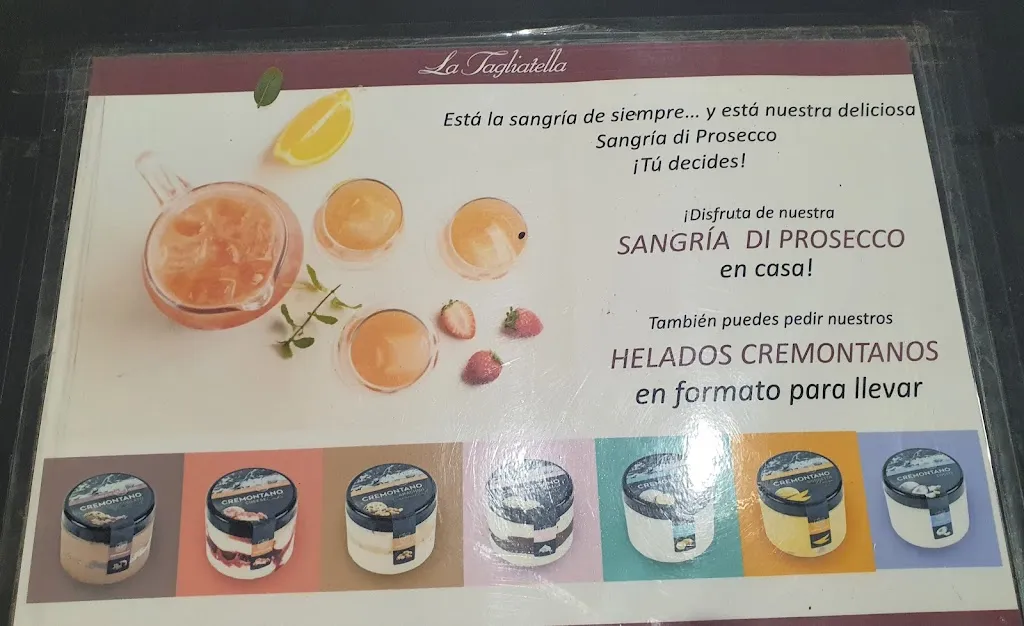 La Tagliatella
Está la sangría de siempre... y está nuestra deliciosa
Sangría di Prosecco
¡Tú decides!
¡Disfruta de nuestra
SANGRÍA DI PROSECCO
en casa!
También puedes pedir nuestros
HELADOS CREMONTANOS
en formato para llevar
CREMONTANO
CREMONTANO
CREMONTANO
CREMONTANO
CREMONTANO